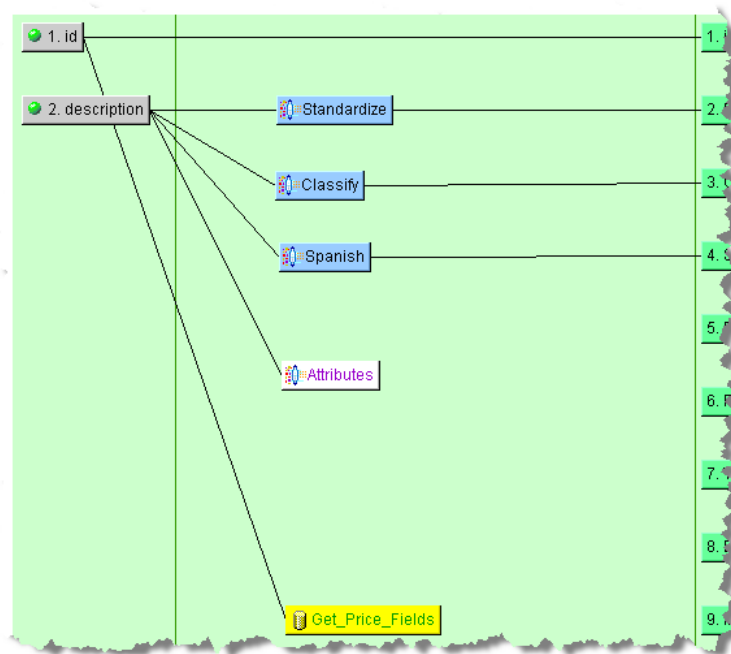 1. id
1.
2. description
Standardize
2.
Classify
3.
Spanish
4.
5.
Attributes
6.
7.
8.
Get_Price_Fields
9.